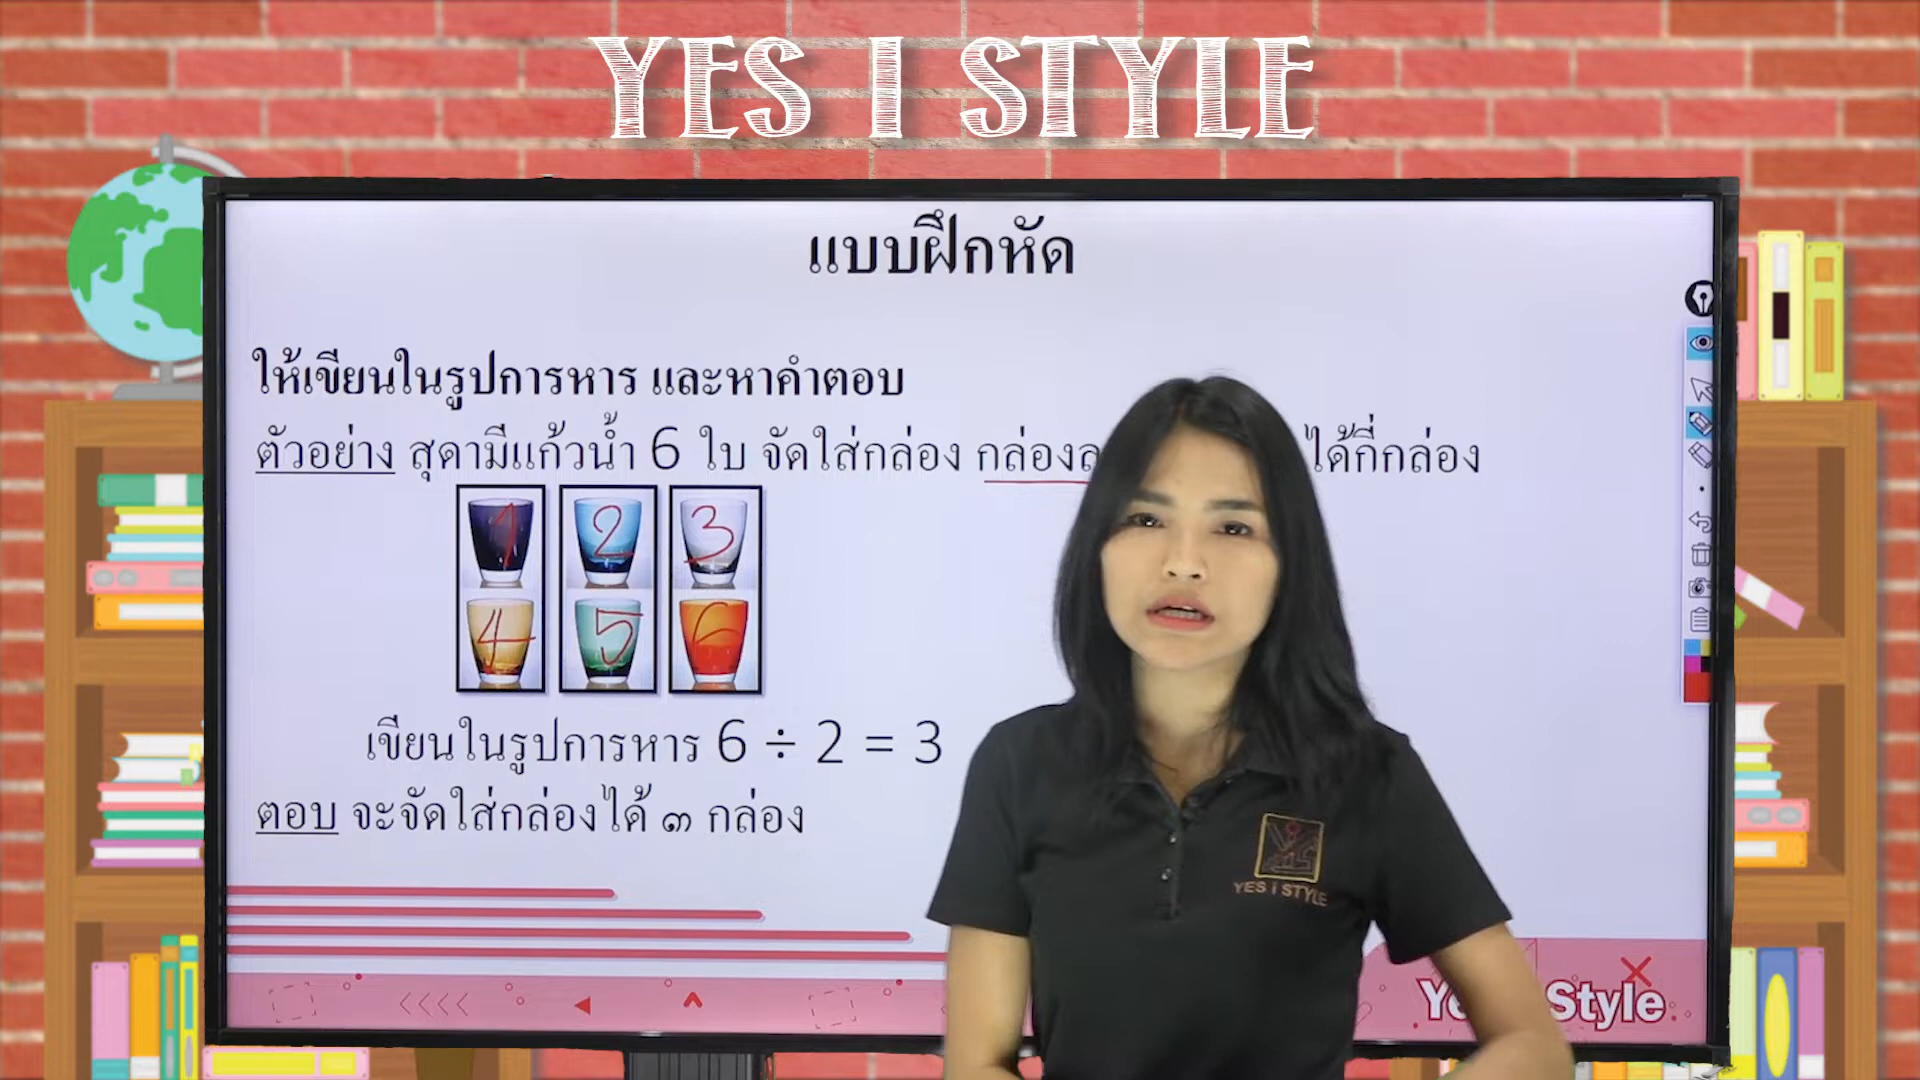 YES I STYLE
แบบฝึกหัด
ให้เขียนในรูปการหาร และหาคำตอบ
ตัวอย่าง สุดามีแก้วน้ำ 6 ใบ จัดใส่กล่อง ได้กี่กล่อง
1 2 3
4 5 6
เขียนในรูปการหาร 6 ÷ 2 = 3
ตอบ จะจัดใส่กล่องได้ ๓ กล่อง
YES I STYLE
Style